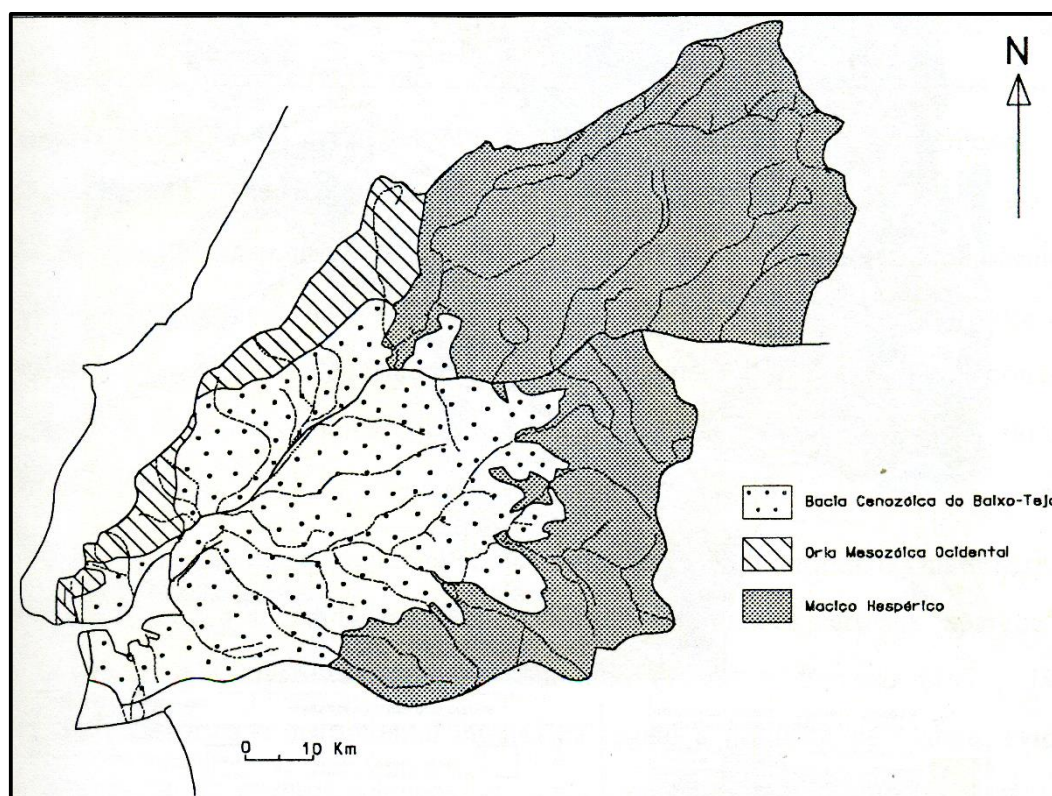 N
Bacia Cenozóica do Baixo-Tejo
Orla Mesozóica Ocidental
Maciço Hespérico
0 10 Km